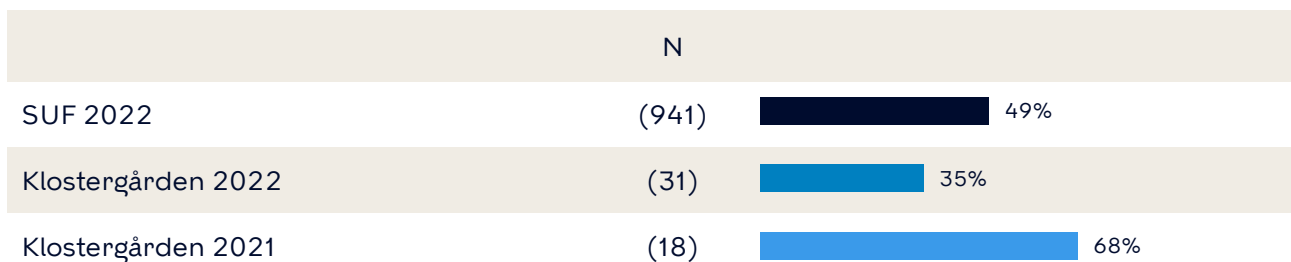 N
SUF 2022 (941) 49%
Klostergården 2022 (31) 35%
Klostergården 2021 (18) 68%